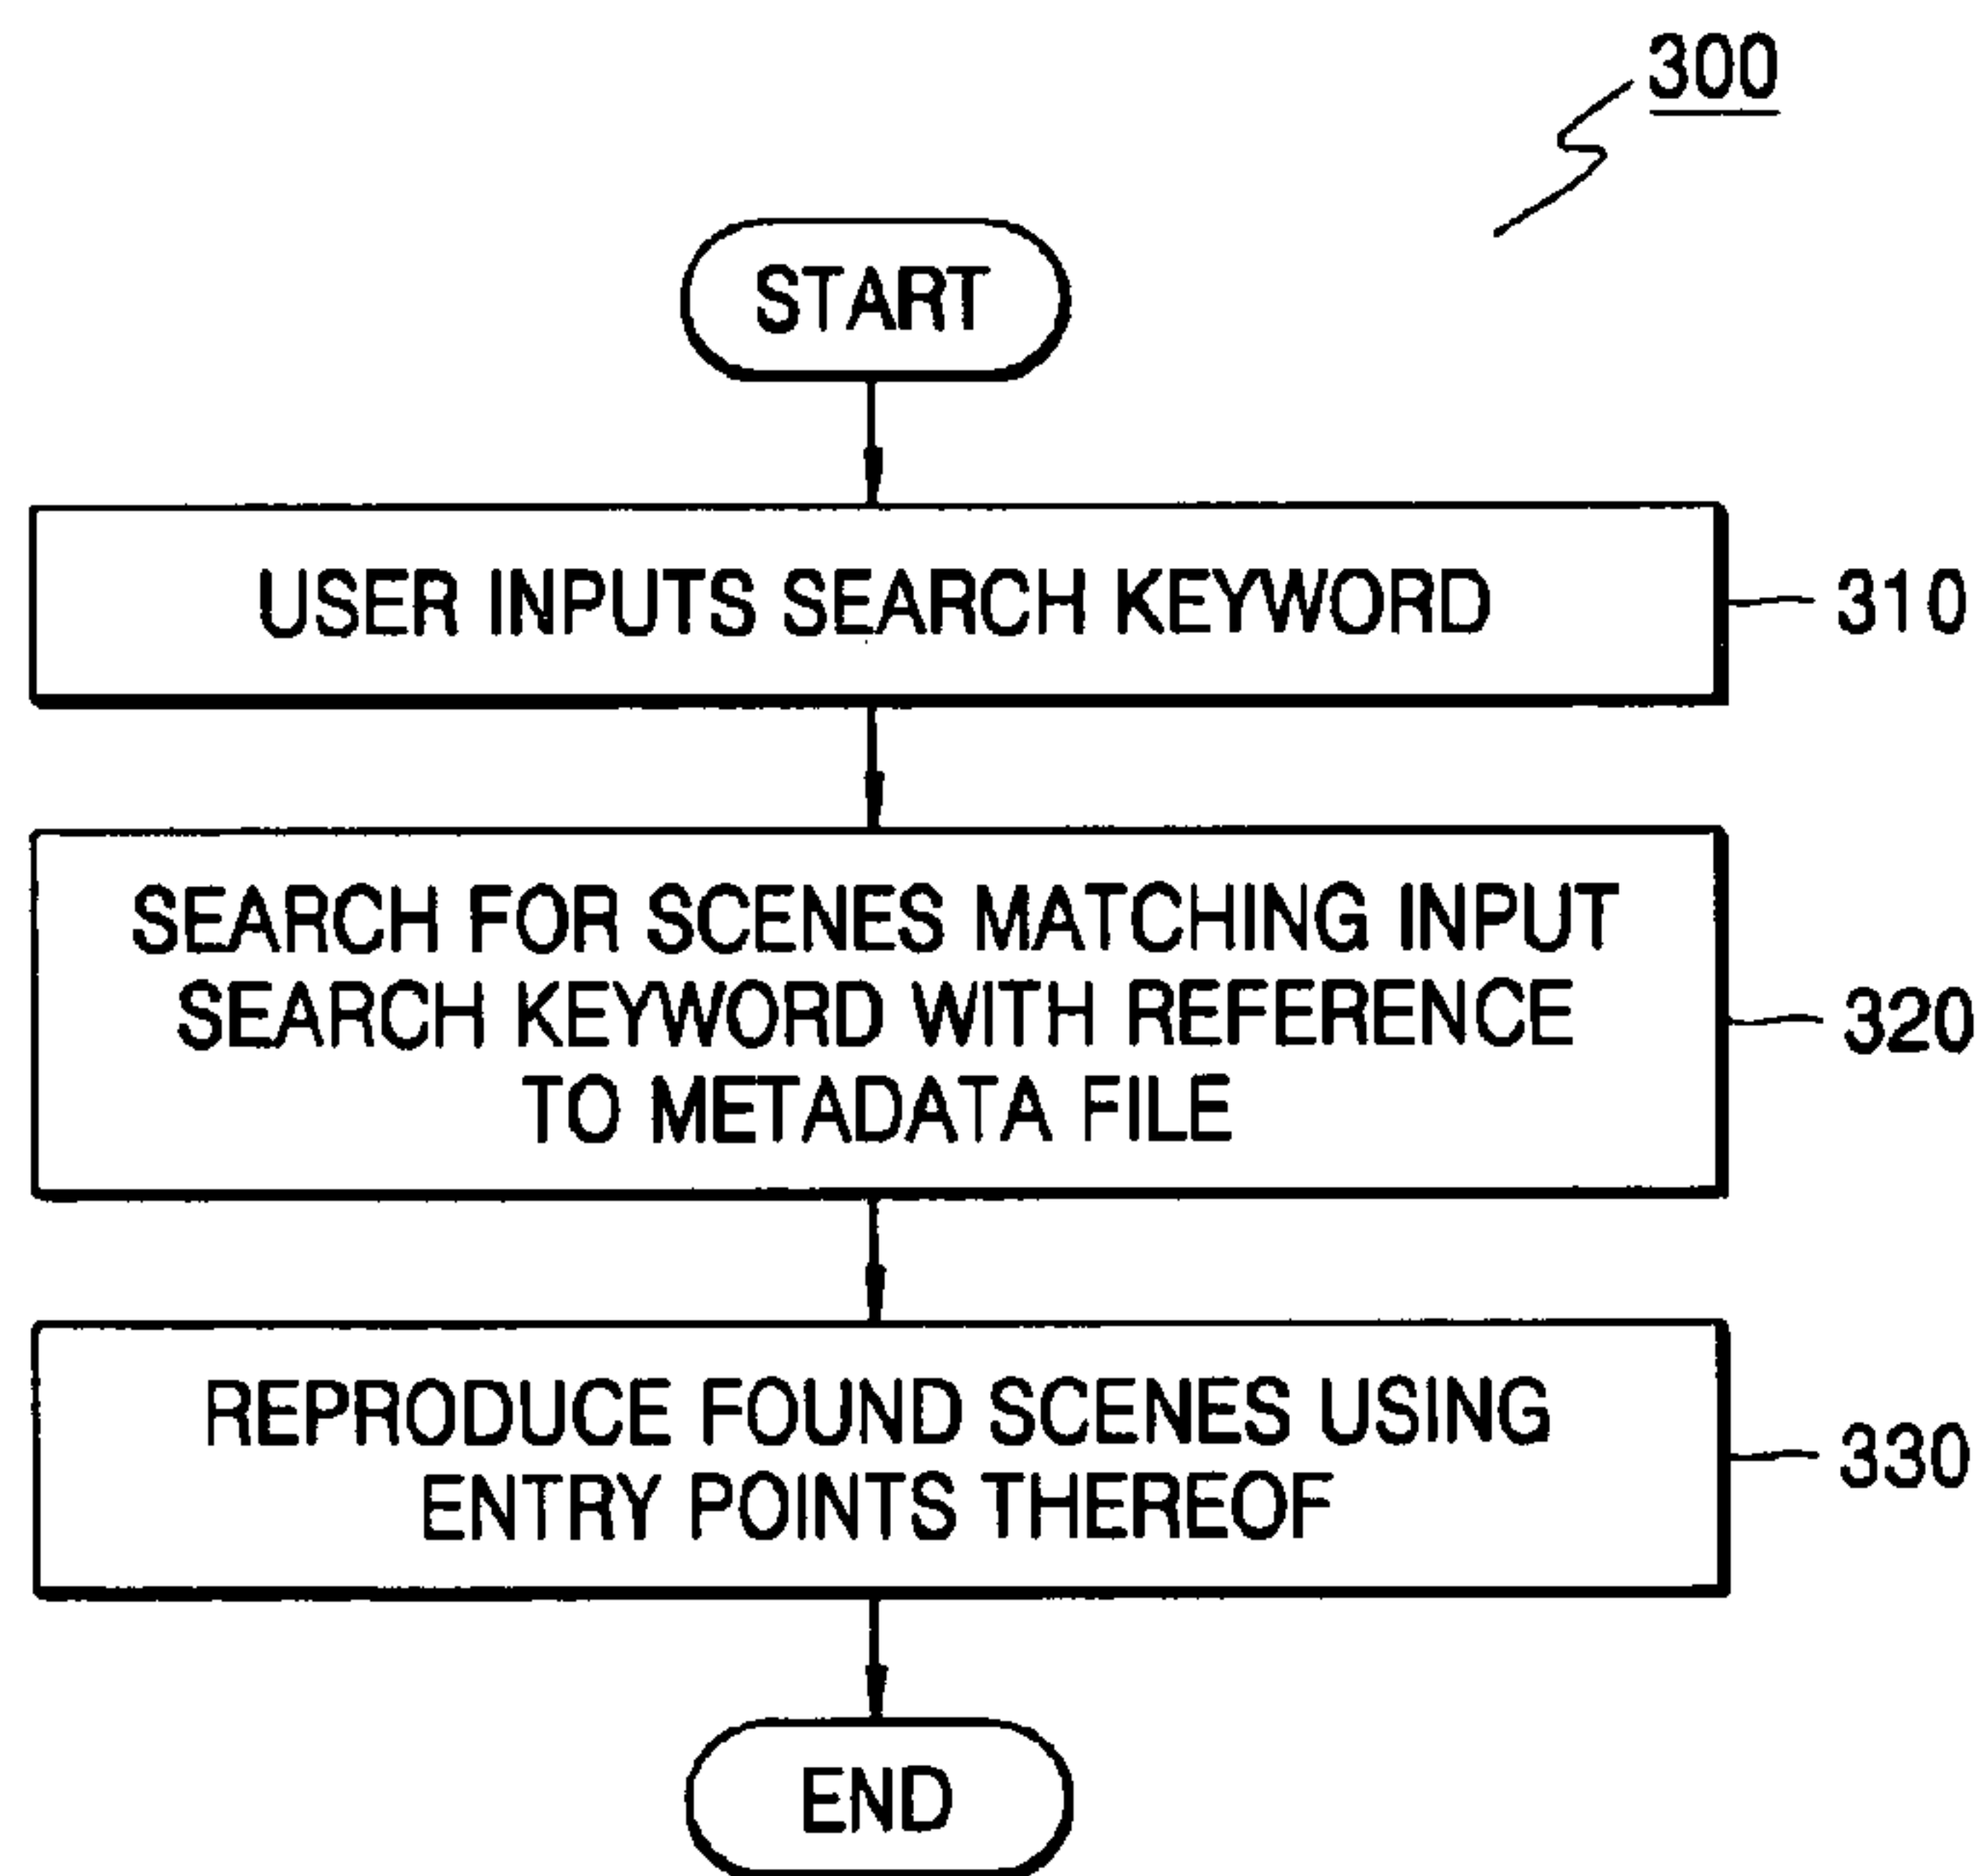 300
START
USER INPUTS SEARCH KEYWORD
310
SEARCH FOR SCENES MATCHING INPUT
SEARCH KEYWORD WITH REFERENCE
TO METADATA FILE
320
REPRODUCE FOUND SCENES USING
ENTRY POINTS THEREOF
330
END